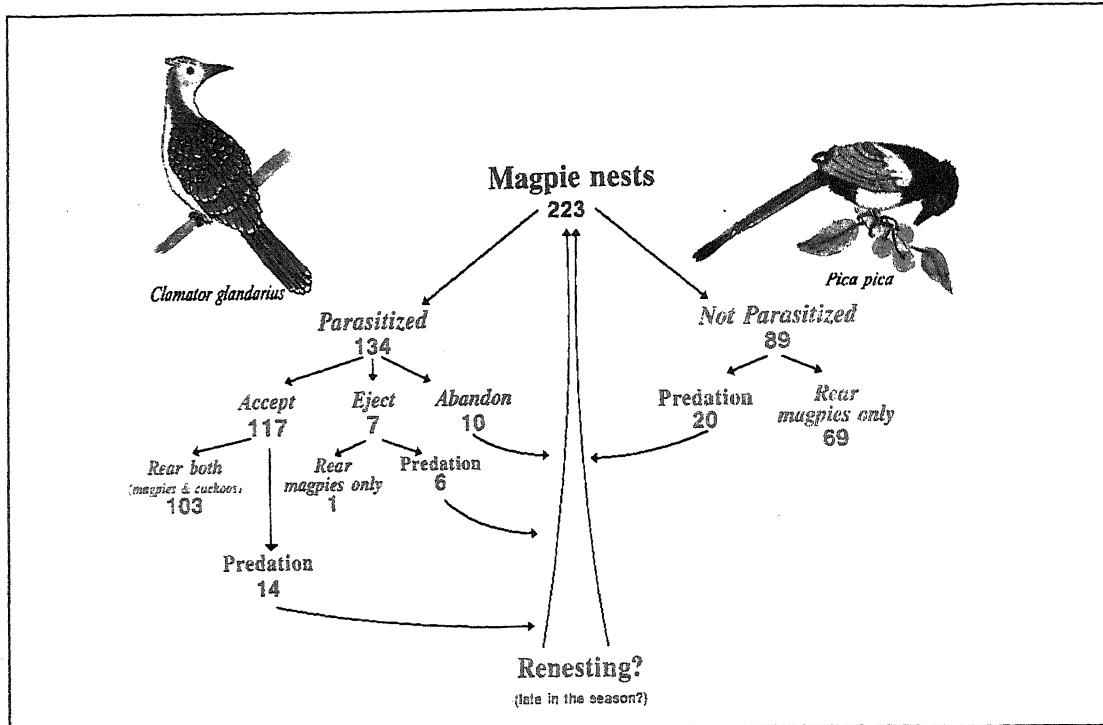 Magpie nests
223
Clamator glandarius
Pica pica
Parasitized
134
Not Parasitized
89
Accept
117
Eject
7
Abandon
10
Predation
20
Rear
magpies only
69
Rear both
(magpies & cuckoos)
103
Rear
magpies only
1
Predation
6
Predation
14
Renesting?
(late in the season?)